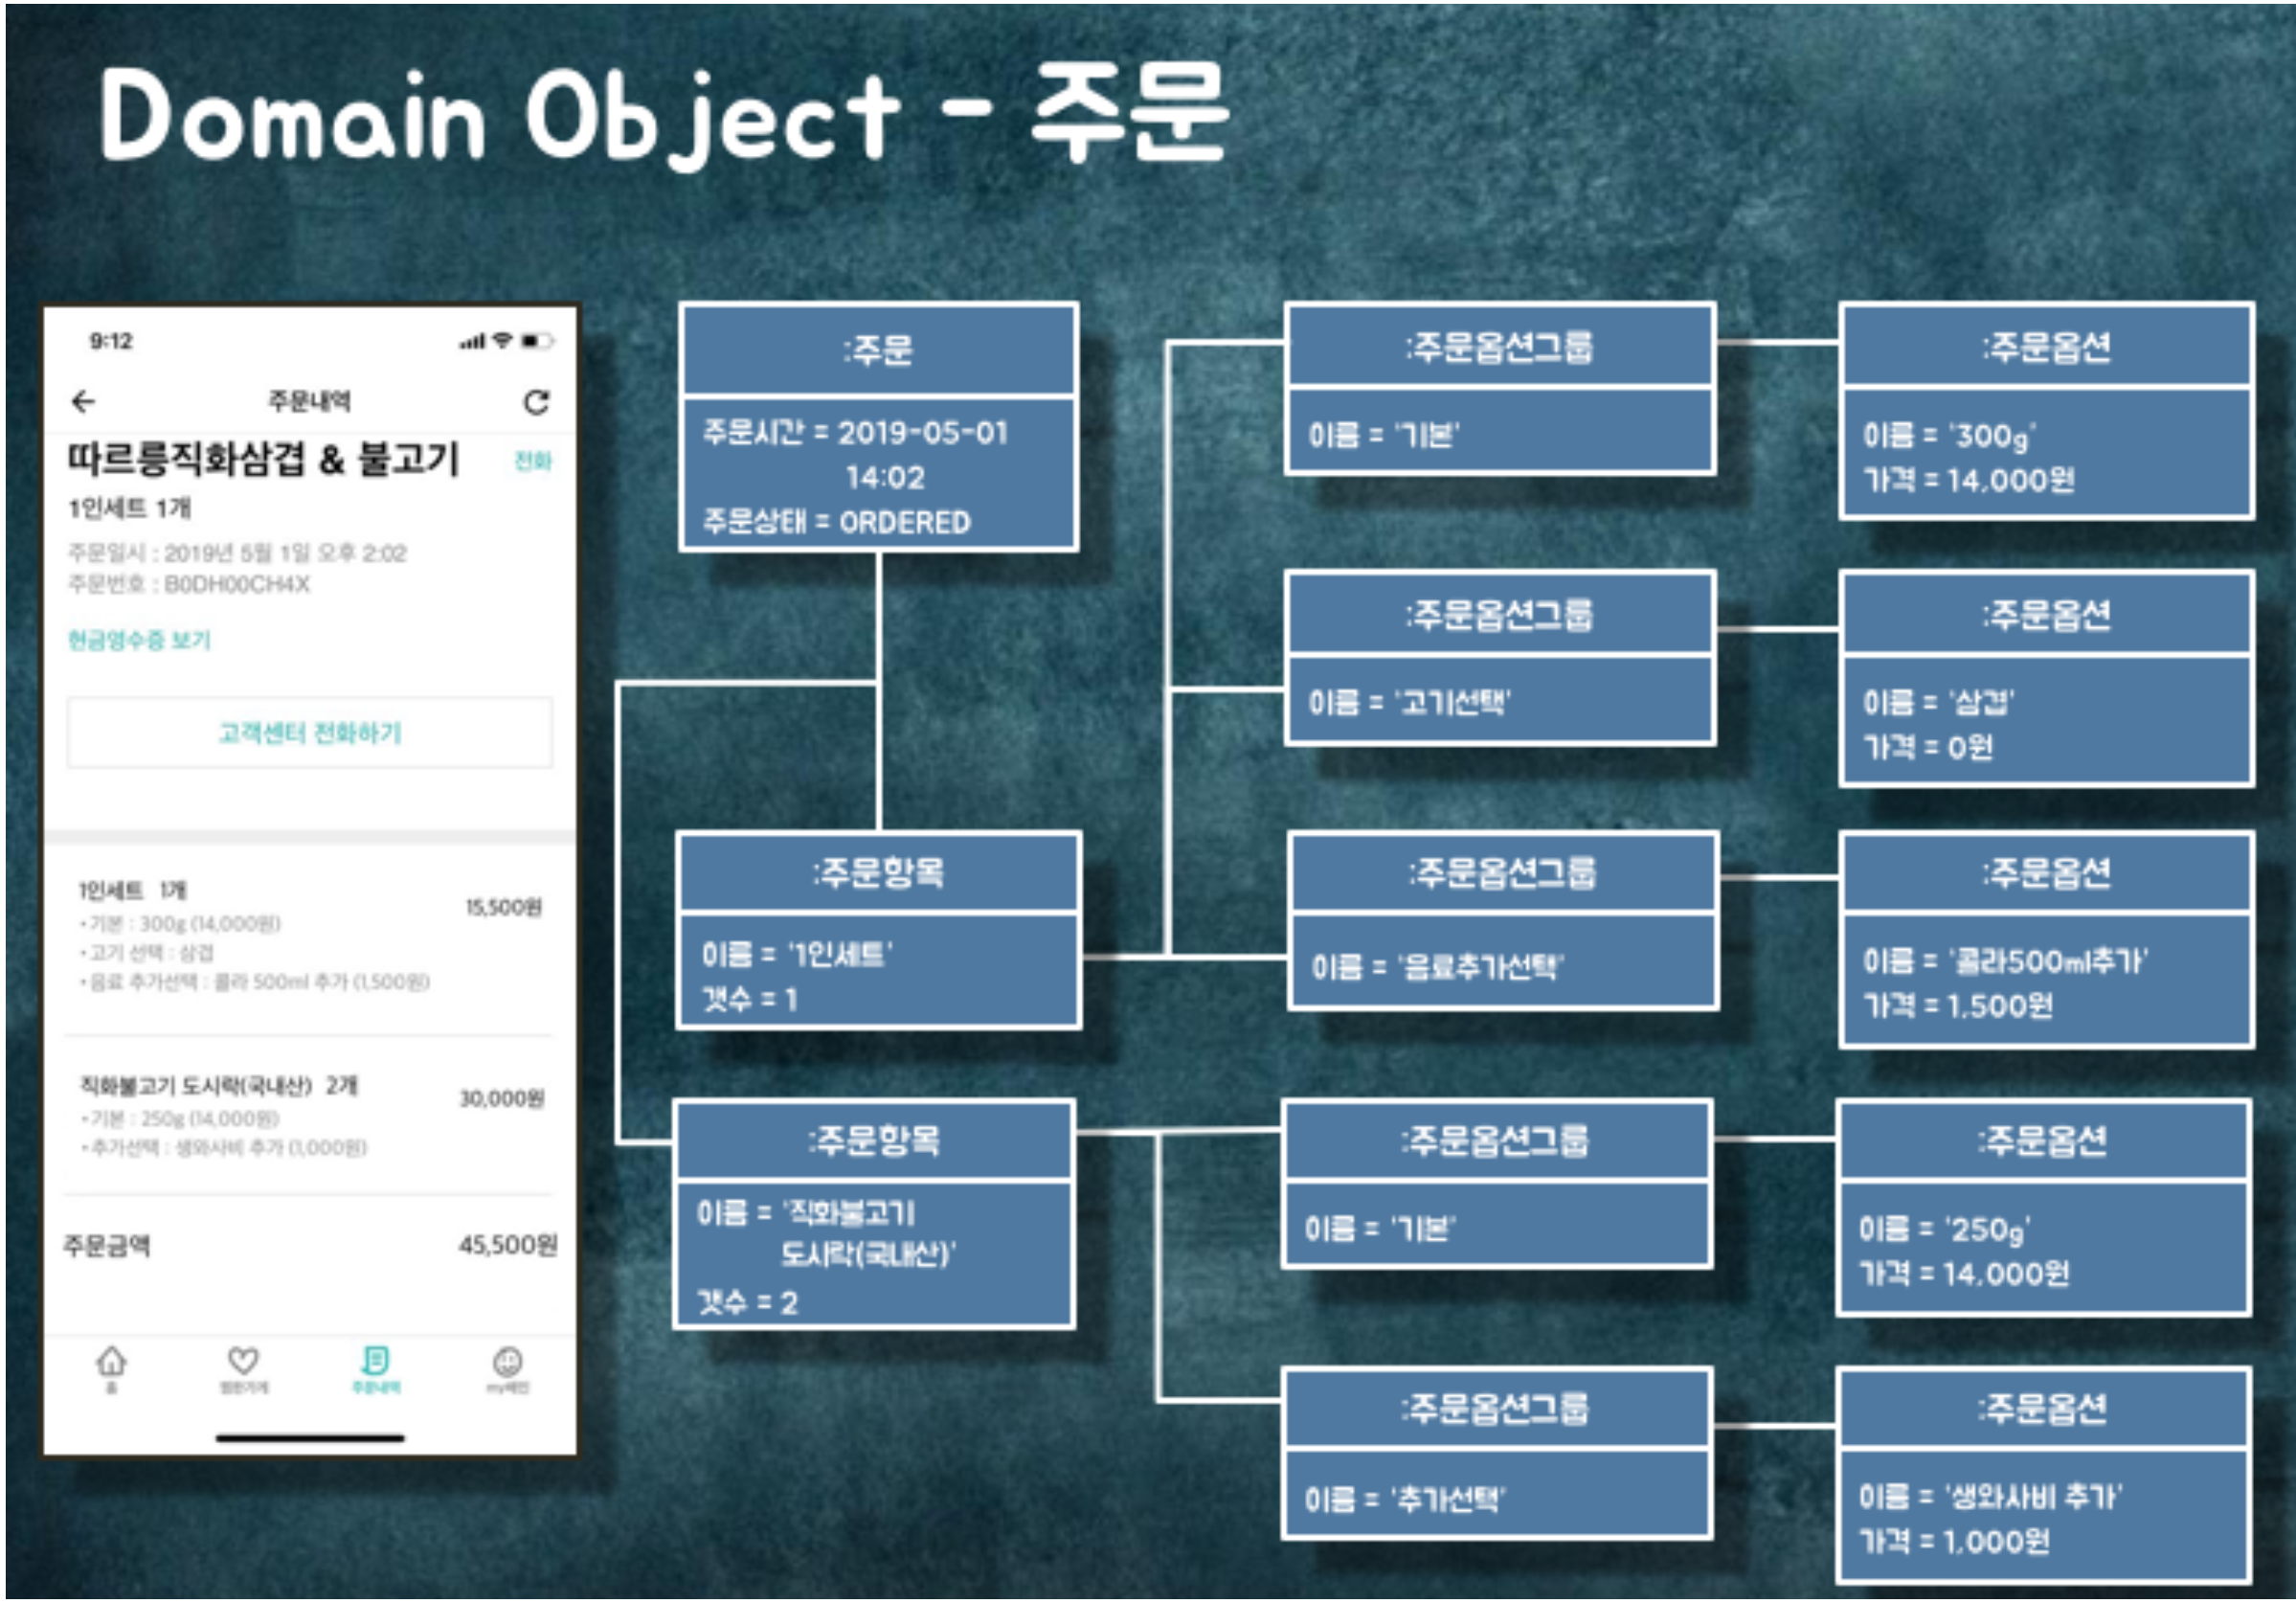 Domain Object - 주문
9:12
주문내역
따르릉직화삼겹 & 불고기
전화
1인세트 1개
주문일시 : 2019년 5월 1일 오후 2:02
주문번호 : B0DH00CH4X
현금영수증 보기
고객센터 전화하기
1인세트 1개
15,500원
• 기본 : 300g (14,000원)
• 고기 선택 : 삼겹
• 음료 추가선택 : 콜라 500ml 추가 (1,500원)
직화불고기 도시락(국내산) 2개
30,000원
• 기본 : 250g (14,000원)
• 추가선택 : 생와사비 추가 (1,000원)
주문금액
45,500원
홈
찜한가게
주문내역
my배민
:주문
주문시간 = 2019-05-01
14:02
주문상태 = ORDERED
:주문항목
이름 = '1인세트'
갯수 = 1
:주문항목
이름 = '직화불고기
도시락(국내산)'
갯수 = 2
:주문옵션그룹
이름 = '기본'
:주문옵션
이름 = '300g'
가격 = 14,000원
:주문옵션그룹
이름 = '고기선택'
:주문옵션
이름 = '삼겹'
가격 = 0원
:주문옵션그룹
이름 = '음료추가선택'
:주문옵션
이름 = '콜라500ml추가'
가격 = 1,500원
:주문옵션그룹
이름 = '기본'
:주문옵션
이름 = '250g'
가격 = 14,000원
:주문옵션그룹
이름 = '추가선택'
:주문옵션
이름 = '생와사비 추가'
가격 = 1,000원